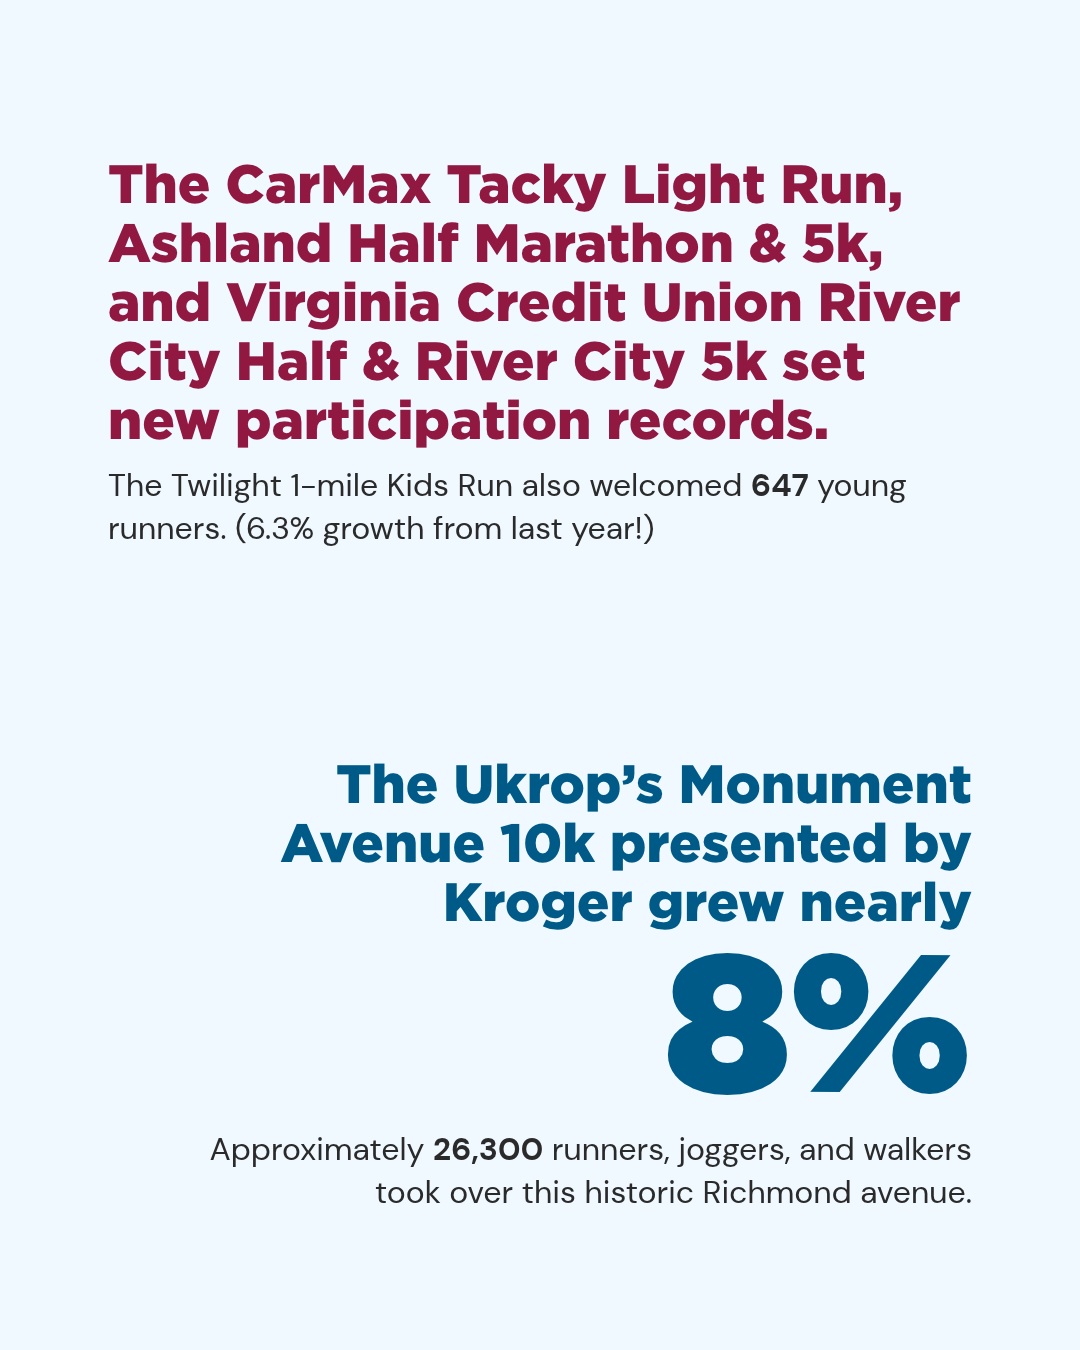 The CarMax Tacky Light Run,
Ashland Half Marathon & 5k,
and Virginia Credit Union River
City Half & River City 5k set
new participation records.
The Twilight 1-mile Kids Run also welcomed 647 young
runners. (6.3% growth from last year!)
The Ukrop’s Monument
Avenue 10k presented by
Kroger grew nearly
8%
Approximately 26,300 runners, joggers, and walkers
took over this historic Richmond avenue.